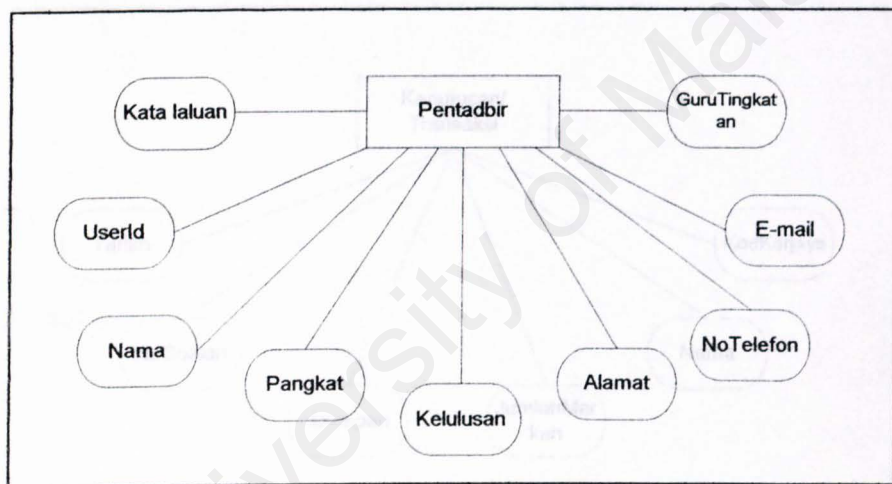 Pentadbir
Kata laluan
GuruTingkat
an
UserId
E-mail
Nama
NoTelefon
Pangkat
Alamat
Kelulusan